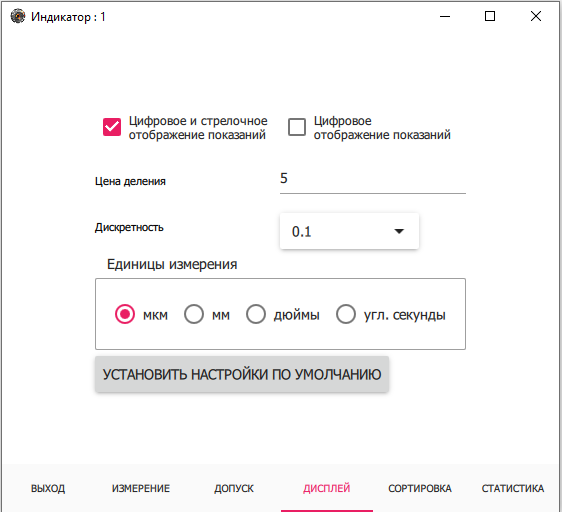 Индикатор : 1
Цифровое и стрелочное
отображение показаний
Цифровое
отображение показаний
Цена деления
5
Дискретность
0.1
Единицы измерения
мкм
мм
дюймы
угл. секунды
УСТАНОВИТЬ НАСТРОЙКИ ПО УМОЛЧАНИЮ
ВЫХОД
ИЗМЕРЕНИЕ
ДОПУСК
ДИСПЛЕЙ
СОРТИРОВКА
СТАТИСТИКА